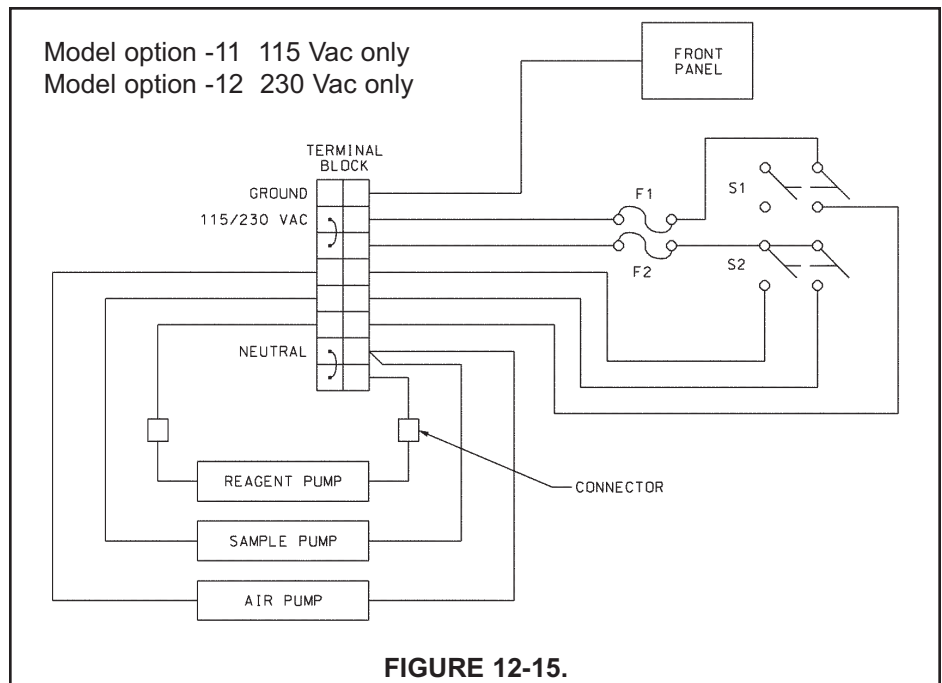 Model option -11 115 Vac only
Model option -12 230 Vac only
FRONT
PANEL
TERMINAL
BLOCK
GROUND
115/230 VAC
F1
S1
F2
S2
NEUTRAL
REAGENT PUMP
CONNECTOR
SAMPLE PUMP
AIR PUMP
FIGURE 12-15.